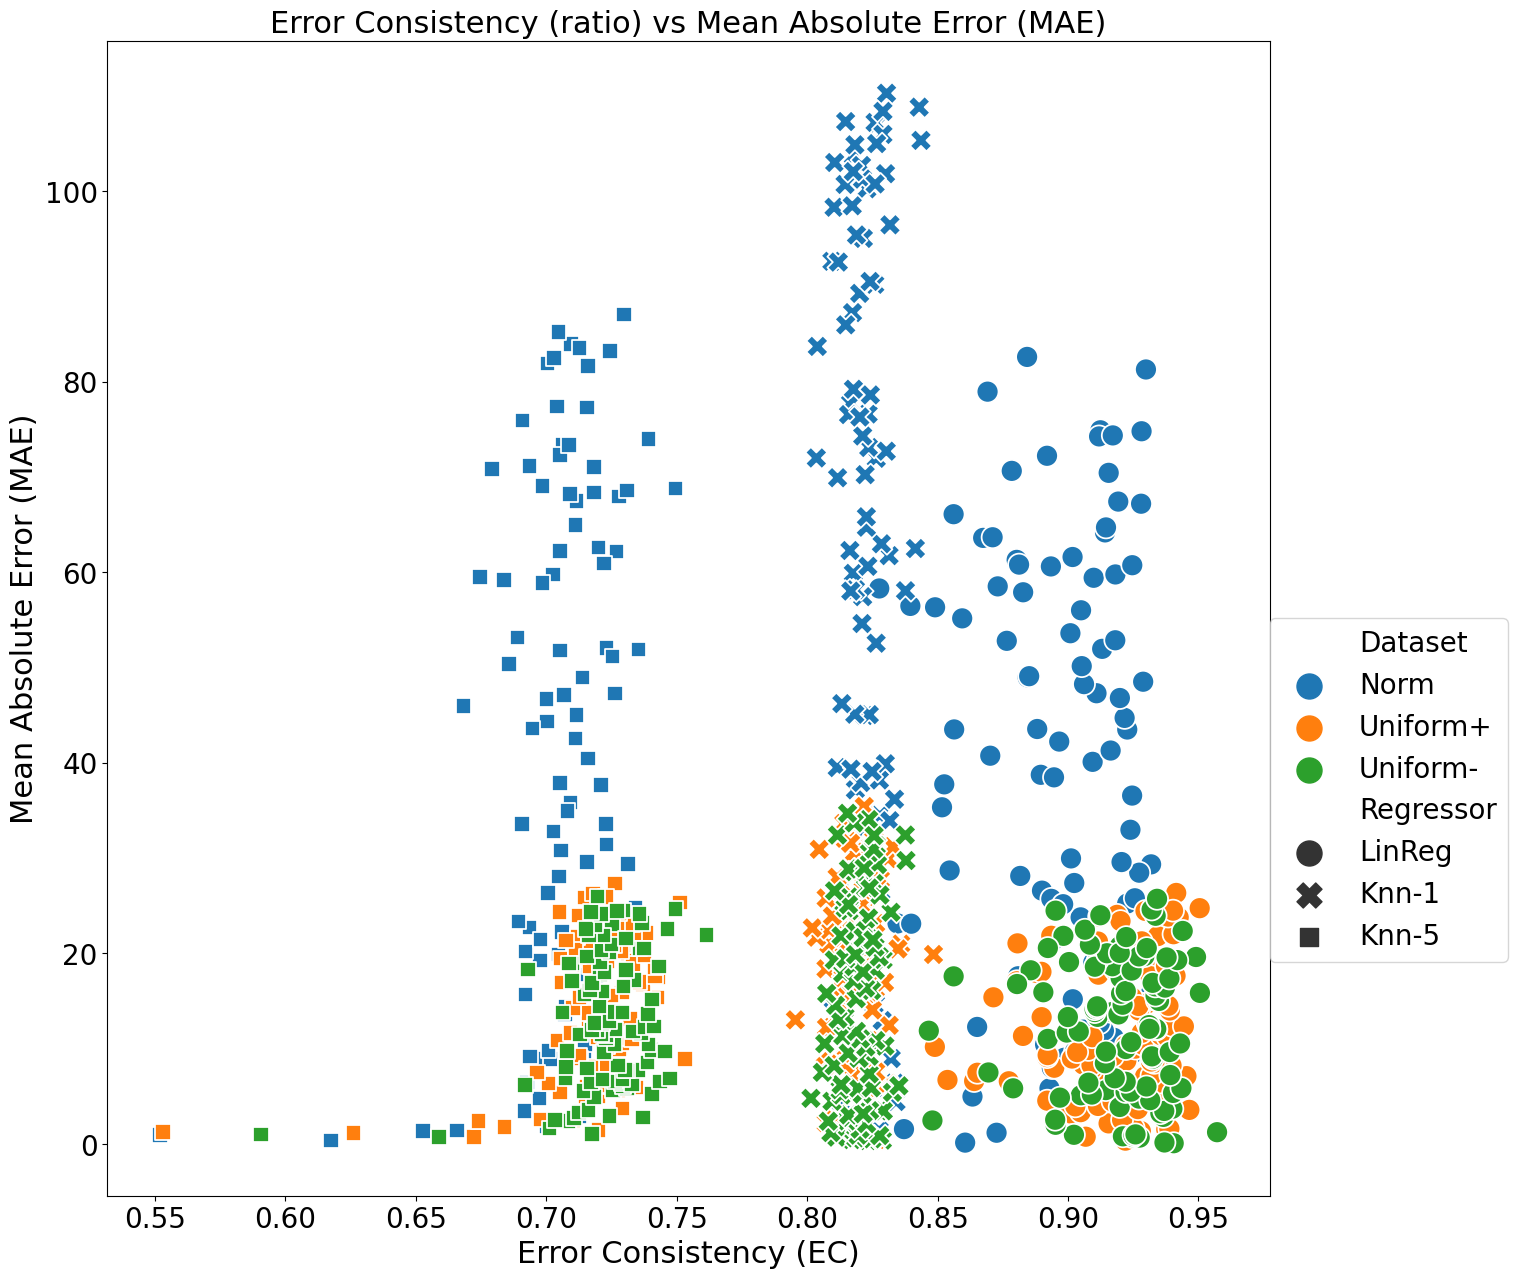 Error Consistency (ratio) vs Mean Absolute Error (MAE)
Mean Absolute Error (MAE)
100
80
60
40
20
0
0.55 0.60 0.65 0.70 0.75 0.80 0.85 0.90 0.95
Error Consistency (EC)
Dataset
Norm
Uniform+
Uniform-
Regressor
LinReg
Knn-1
Knn-5